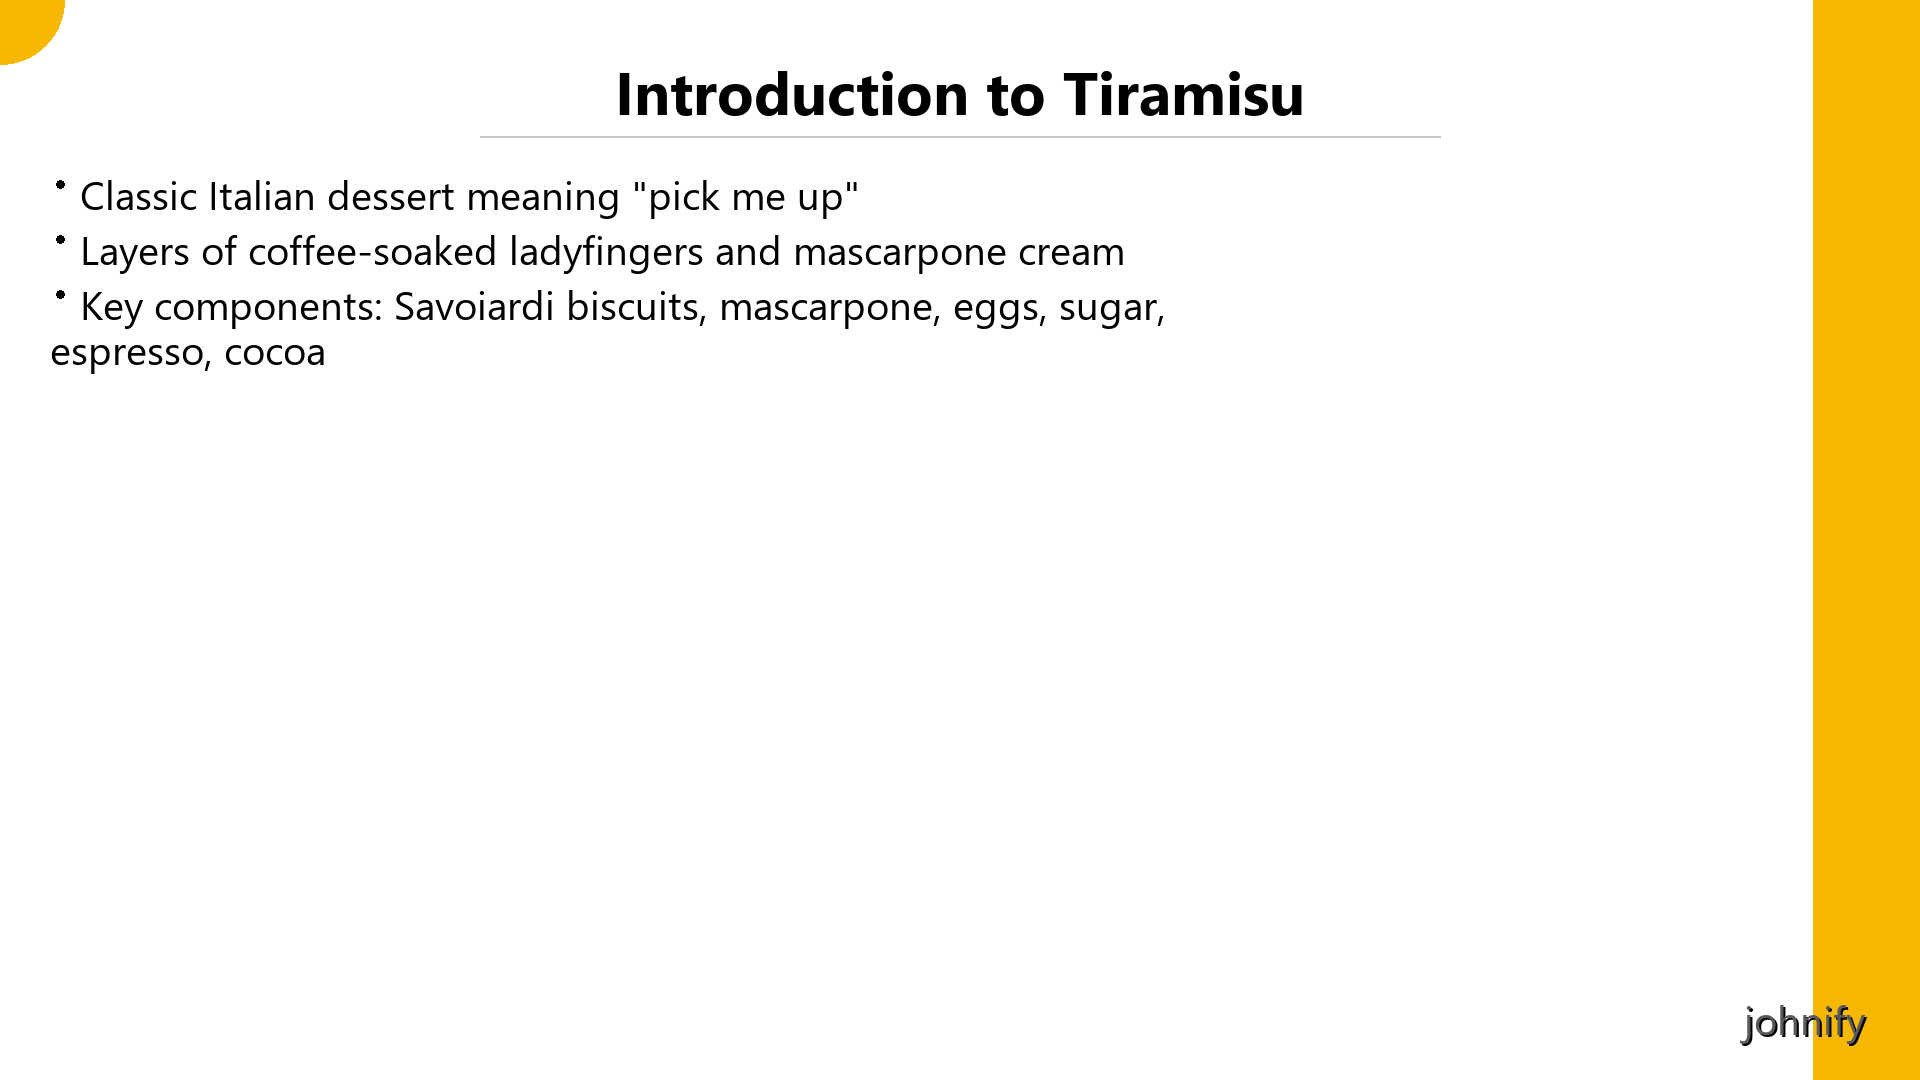 Introduction to Tiramisu
• Classic Italian dessert meaning "pick me up"
• Layers of coffee-soaked ladyfingers and mascarpone cream
• Key components: Savoiardi biscuits, mascarpone, eggs, sugar,
espresso, cocoa
johnify